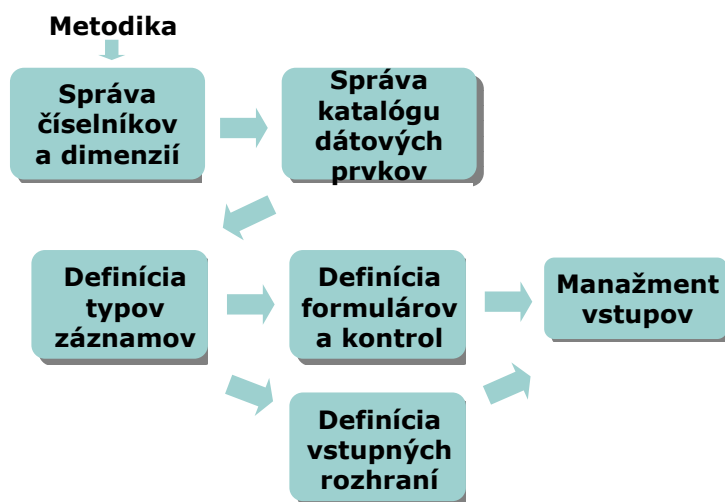 Metodika
Správa
číselníkov
a dimenzií
Správa
katalógu
dátových
prvkov
Definícia
typov
záznamov
Definícia
formulárov
a kontrol
Manažment
vstupov
Definícia
vstupných
rozhraní